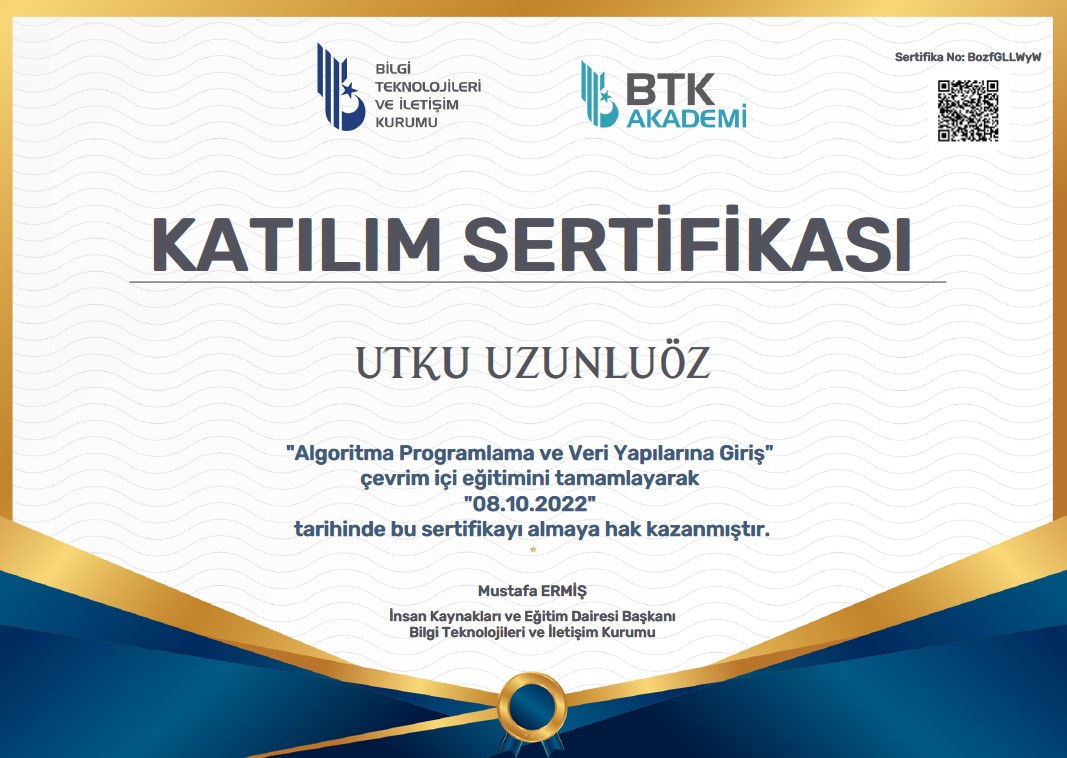 BİLGİ
TEKNOLOJİLERİ
VE İLETİŞİM
KURUMU
BTK
AKADEMİ
Sertifika No: BozfGLLWyW
KATILIM SERTİFİKASI
UTKU UZUNLUÖZ
"Algoritma Programlama ve Veri Yapılarına Giriş"
çevrim içi eğitimini tamamlayarak
"08.10.2022"
tarihinde bu sertifikayı almaya hak kazanmıştır.
Mustafa ERMİŞ
İnsan Kaynakları ve Eğitim Dairesi Başkanı
Bilgi Teknolojileri ve İletişim Kurumu